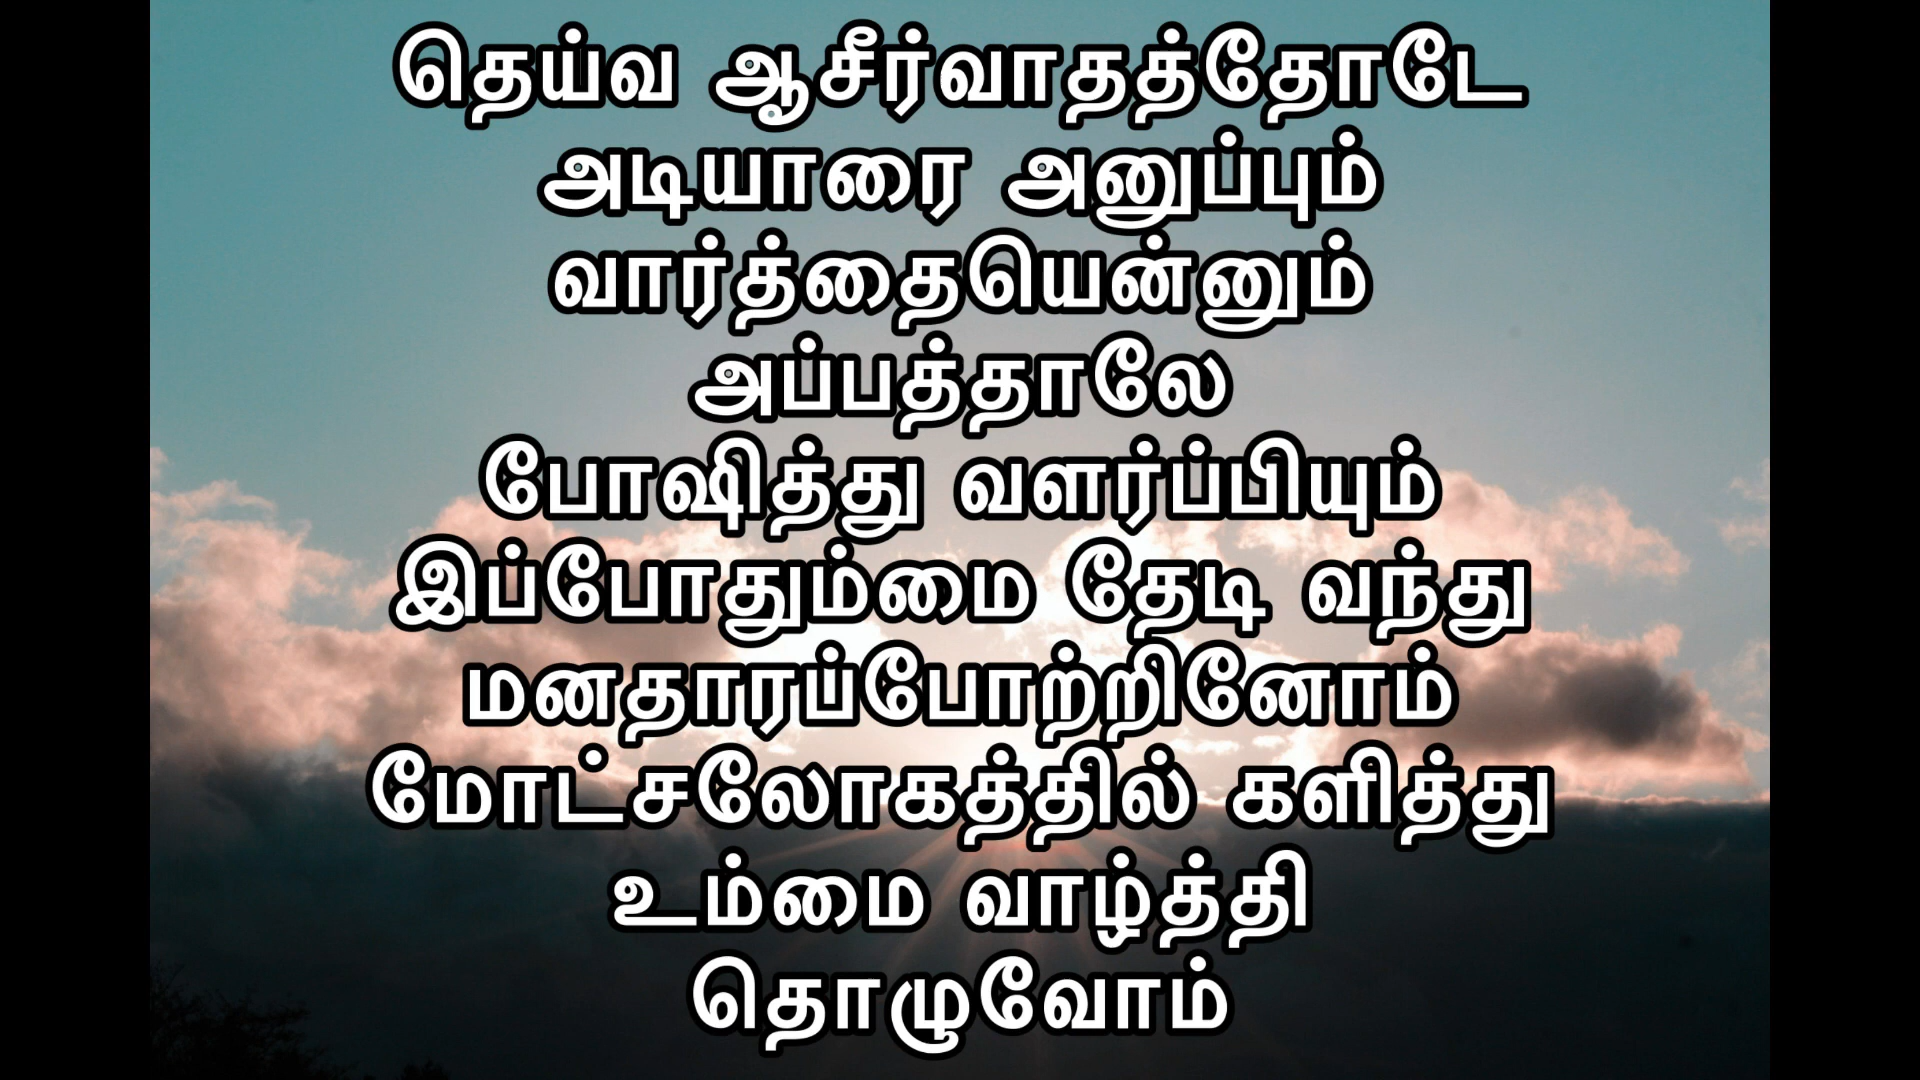 தெய்வ ஆசீர்வாதத்தோடே
அடியாரை அனுப்பும்
வார்த்தையென்னும்
அப்பத்தாலே
போஷித்து வளர்ப்பியும்
இப்போதும்மை தேடி வந்து
மனதாரப்போற்றினோம்
மோட்சலோகத்தில் களித்து
உம்மை வாழ்த்தி
தொழுவோம்